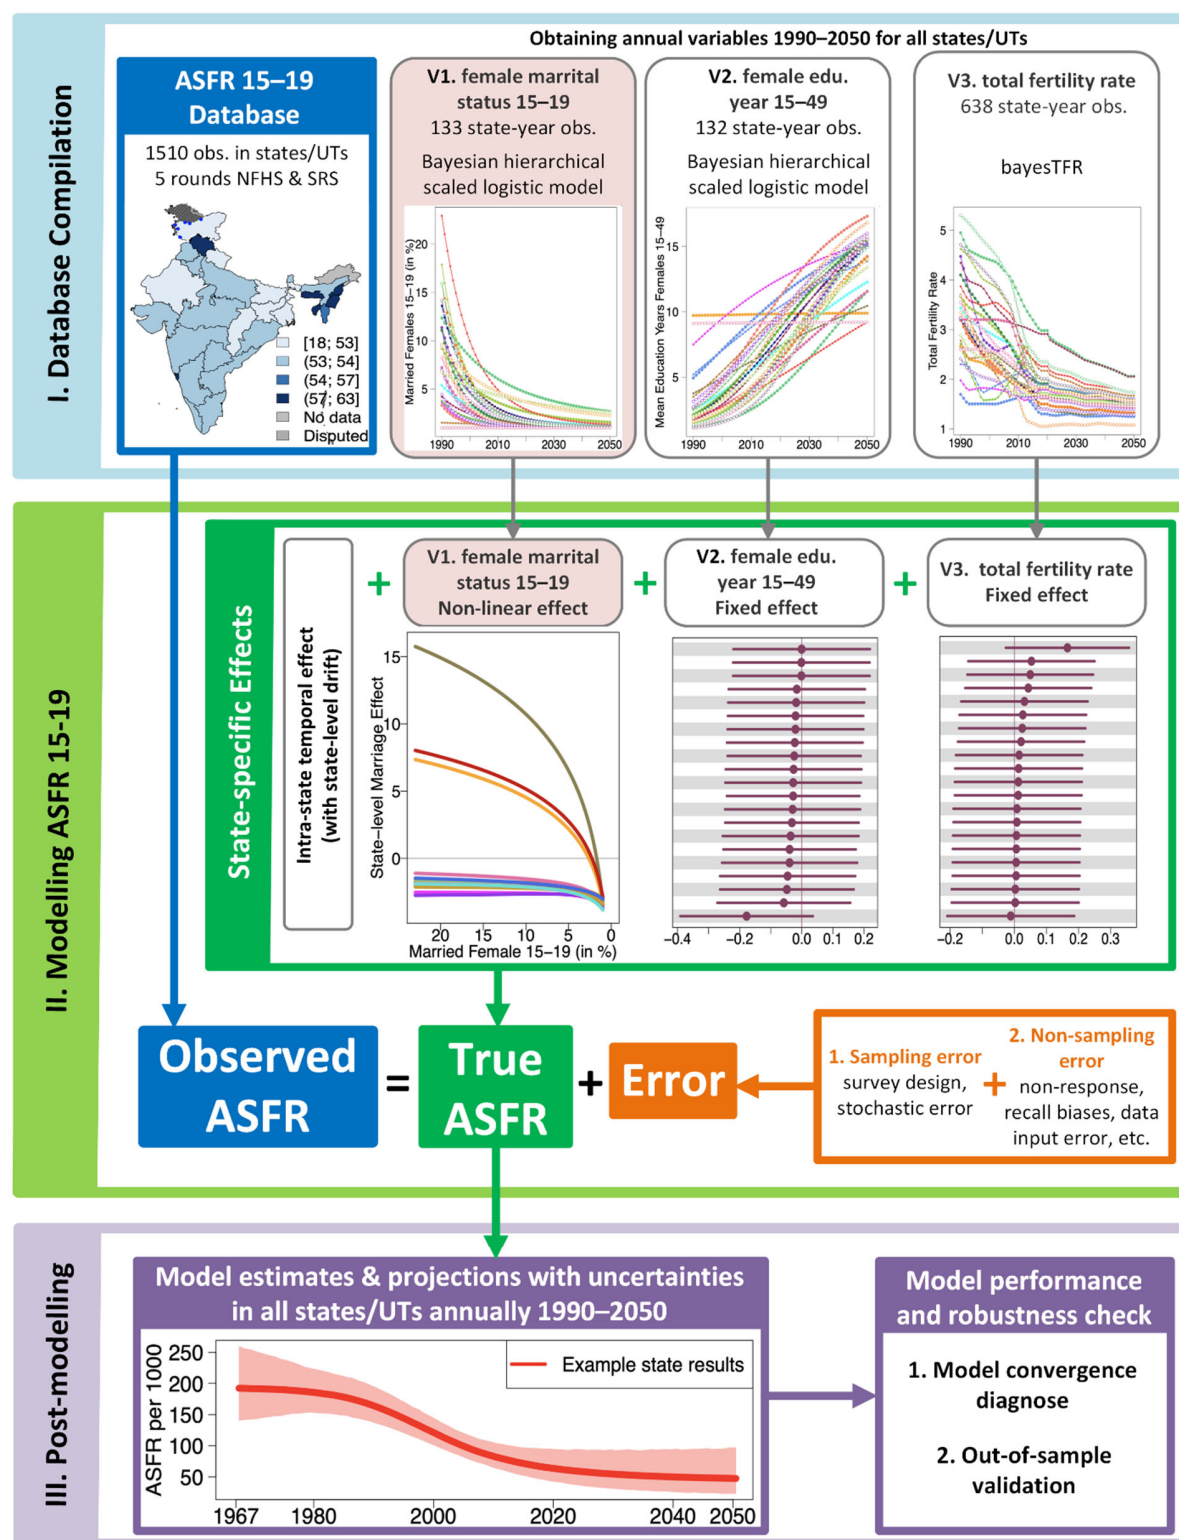 I. Database Compilation
Obtaining annual variables 1990–2050 for all states/UTs
ASFR 15–19
Database
1510 obs. in states/UTs
5 rounds NFHS & SRS
[18; 53]
(53; 54]
(54; 57]
(57; 63]
No data
Disputed
V1. female marrital
status 15–19
133 state-year obs.
Bayesian hierarchical
scaled logistic model
Married Females 15–19 (in %)
20
15
10
5
1990
2010
2030
2050
V2. female edu.
year 15–49
132 state-year obs.
Bayesian hierarchical
scaled logistic model
Mean Education Years Females 15–49
15
10
5
1990
2010
2030
2050
V3. total fertility rate
638 state-year obs.
bayesTFR
Total Fertility Rate
5
4
3
2
1
1990
2010
2030
2050
II. Modelling ASFR 15-19
State-specific Effects
Intra-state temporal effect
(with state-level drift)
+
V1. female marrital
status 15–19
Non-linear effect
State–level Marriage Effect
15
10
5
0
20
15
10
5
0
Married Female 15–19 (in %)
+
V2. female edu.
year 15–49
Fixed effect
−0.4
−0.2
0.0
0.2
+
V3. total fertility rate
Fixed effect
−0.2
0.0
0.1
0.2
0.3
Observed
ASFR
=
True
ASFR
+
Error
1. Sampling error
survey design,
stochastic error
+
2. Non-sampling
error
non-response,
recall biases, data
input error, etc.
III. Post-modelling
Model estimates & projections with uncertainties
in all states/UTs annually 1990–2050
ASFR per 1000
250
200
150
100
50
Example state results
1967
1980
2000
2020
2040
2050
Model performance
and robustness check
1. Model convergence
diagnose
2. Out-of-sample
validation